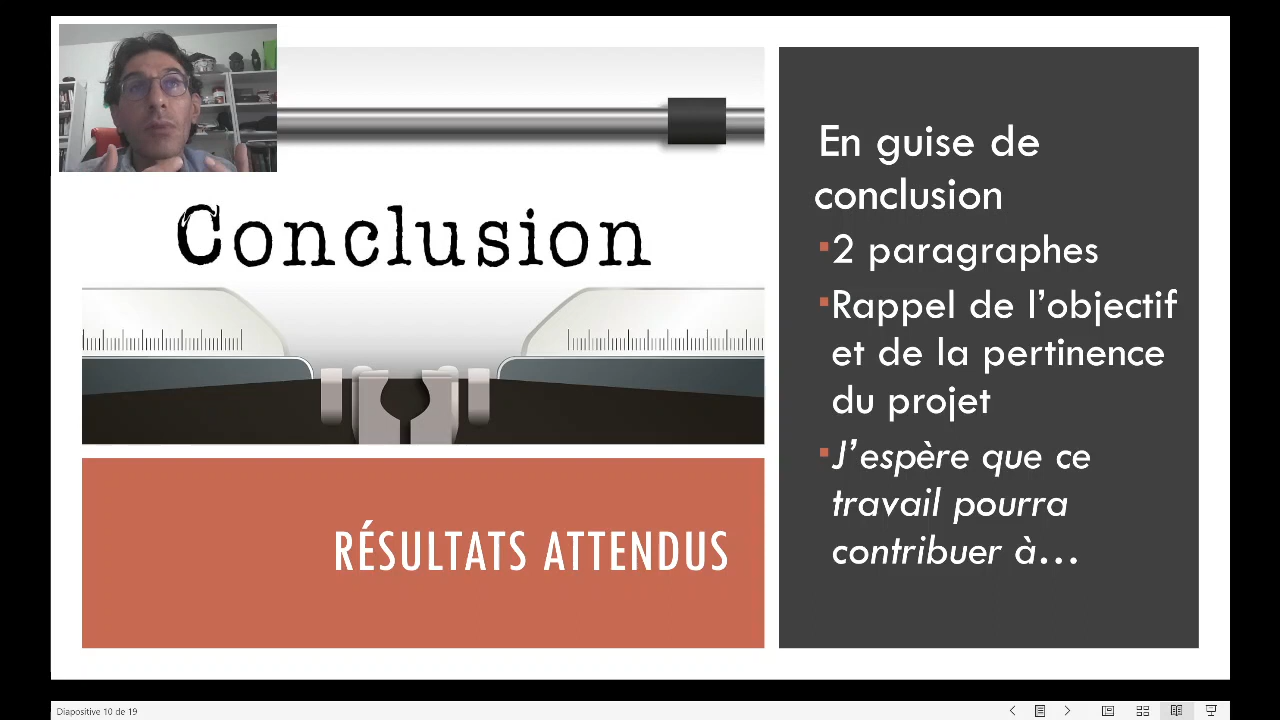 Conclusion
RÉSULTATS ATTENDUS
En guise de
conclusion
▪2 paragraphes
▪Rappel de l’objectif
et de la pertinence
du projet
▪J’espère que ce
travail pourra
contribuer à…
Diapositive 10 de 19